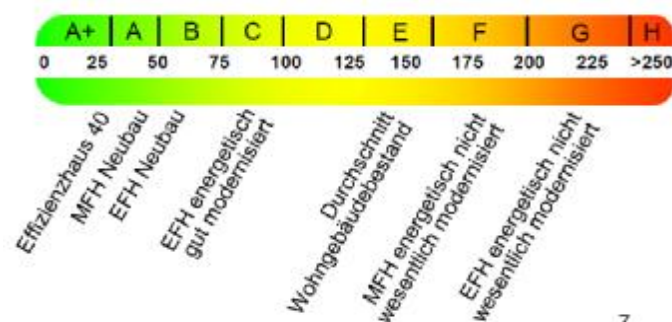 A+ A B C D E F G H
0 25 50 75 100 125 150 175 200 225 >250
Effizienzhaus 40
MFH Neubau
EFH Neubau
EFH energetisch
gut modernisiert
Durchschnitt
Wohngebäudebestand
MFH energetisch nicht
wesentlich modernisiert
EFH energetisch nicht
wesentlich modernisiert
7